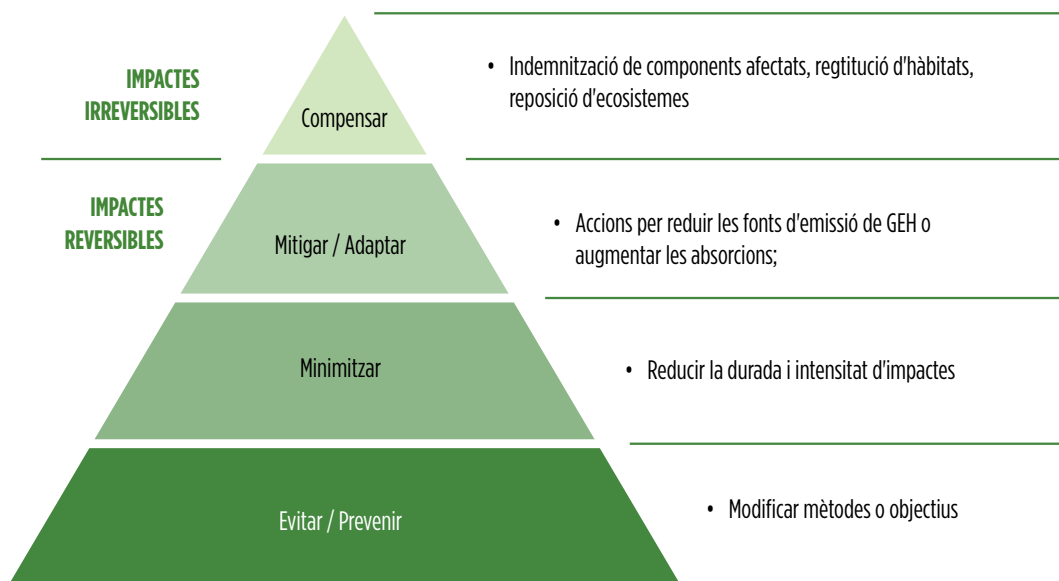 IMPACTES
IRREVERSIBLES
Compensar
• Indemnització de components afectats, regtitució d'hàbitats,
reposició d'ecosistemes
IMPACTES
REVERSIBLES
Mitigar / Adaptar
• Accions per reduir les fonts d'emissió de GEH o
augmentar les absorcions;
Minimitzar
• Reducir la durada i intensitat d'impactes
Evitar / Prevenir
• Modificar mètodes o objectius